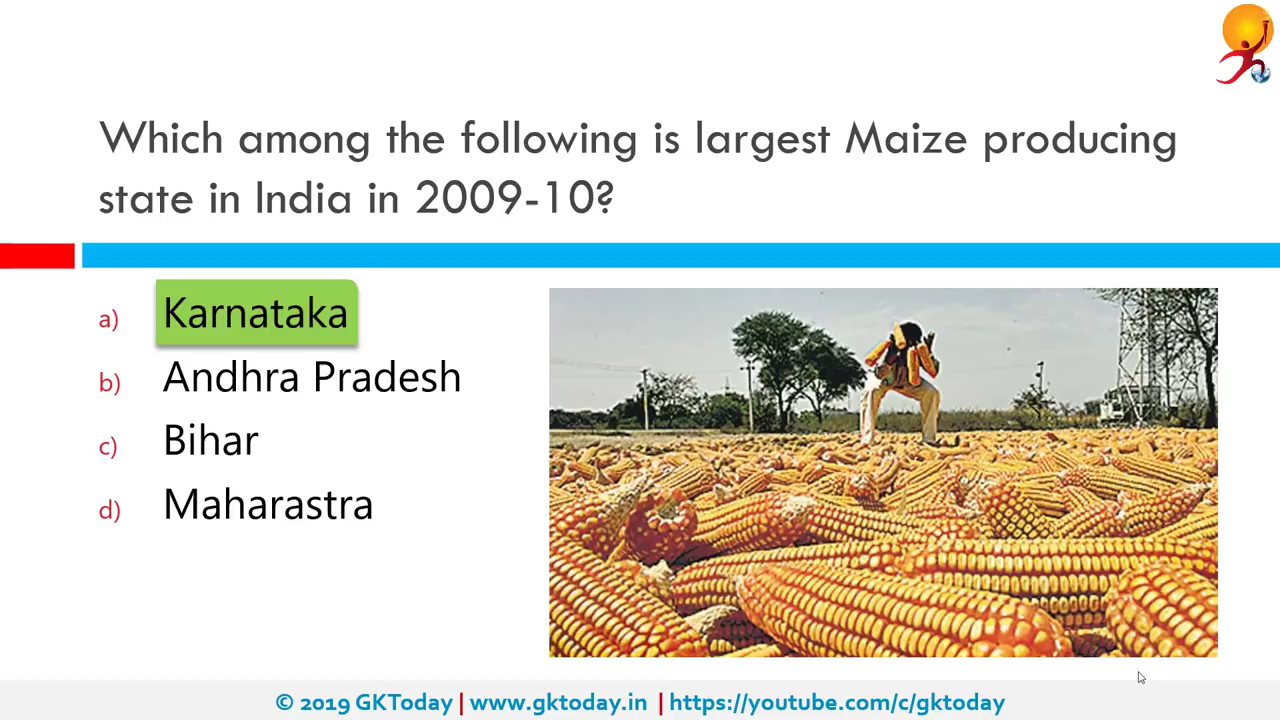 Which among the following is largest Maize producing
state in India in 2009-10?
a) Karnataka
b) Andhra Pradesh
c) Bihar
d) Maharastra
© 2019 GKToday | www.gktoday.in | https://youtube.com/c/gktoday